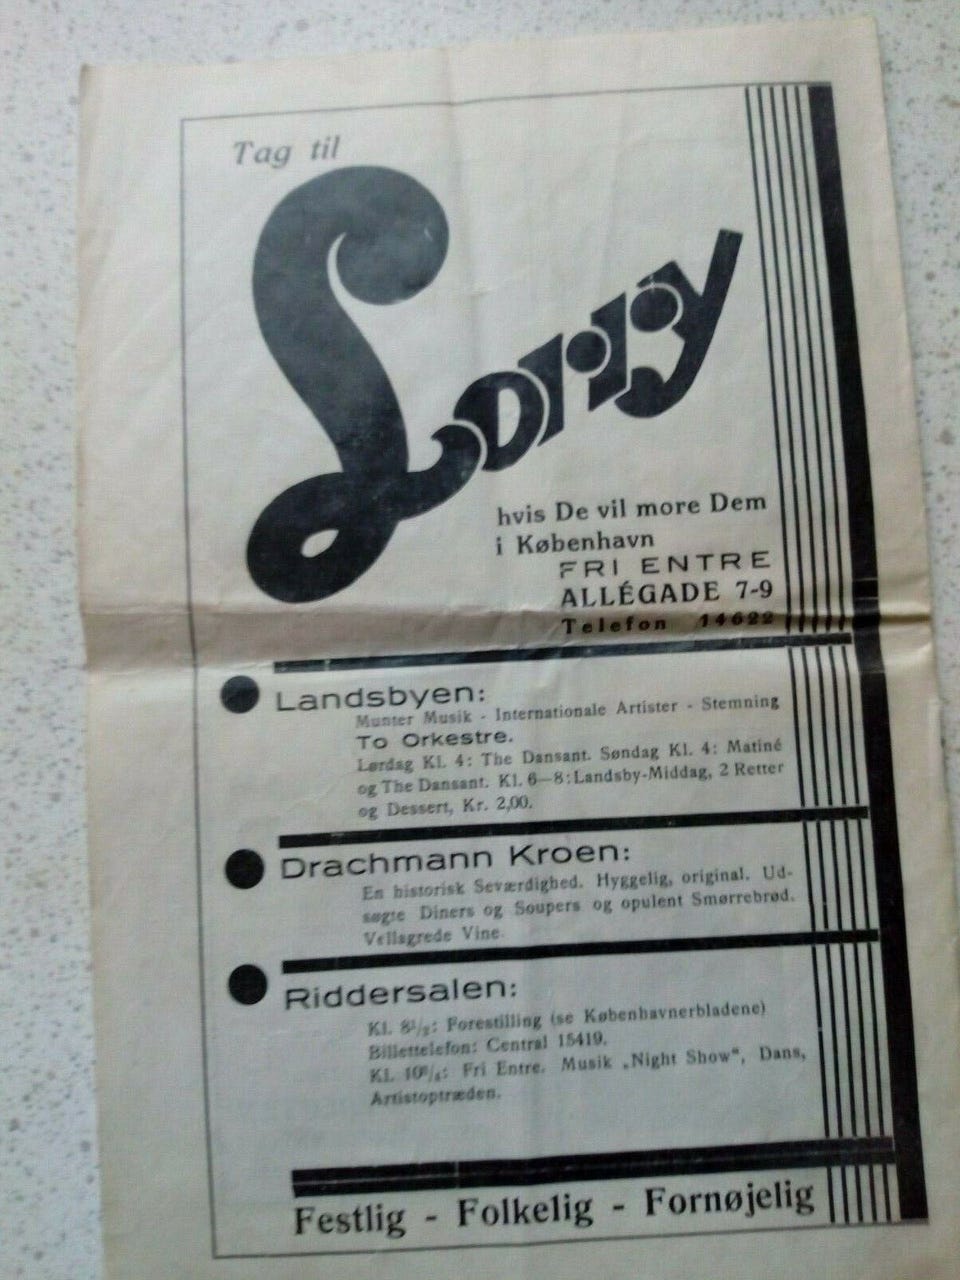 Tag til
Lorry
hvis De vil more Dem
i København
FRI ENTRE
ALLÉGADE 7-9
Telefon 14622
Landsbyen:
Munter Musik - Internationale Artister - Stemning
To Orkestre.
Lørdag Kl. 4: The Dansant. Søndag Kl. 4: Matiné
og The Dansant. Kl. 6—8: Landsby-Middag, 2 Retter
og Dessert, Kr. 2,00.
Drachmann Kroen:
En historisk Seværdighed. Hyggelig, original. Ud-
søgte Diners og Soupers og opulent Smørrebrød.
Vellagrede Vine.
Riddersalen:
Kl. 8½: Forestilling (se Københavnerbladene)
Billettelefon: Central 15419.
Kl. 10¾: Fri Entre. Musik „Night Show“, Dans,
Artistoptræden.
Festlig - Folkelig - Fornøjelig